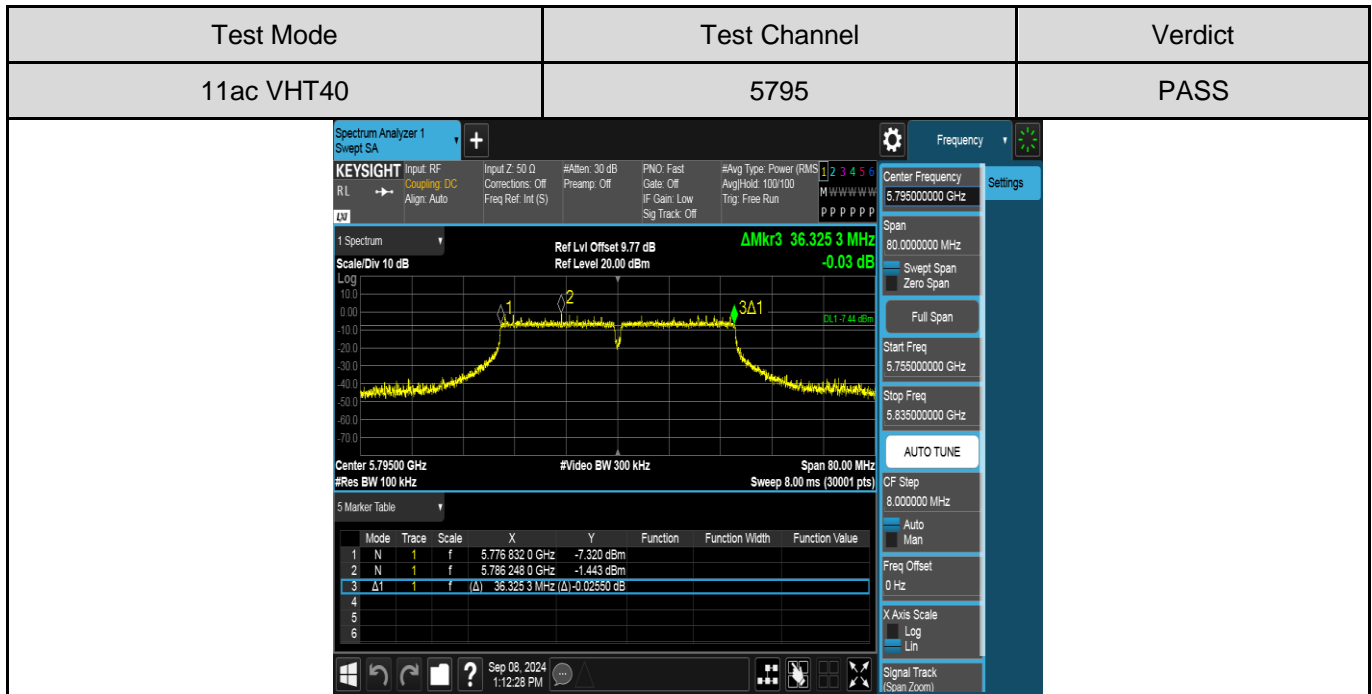 Test Mode Test Channel Verdict
11ac VHT40 5795 PASS
Spectrum Analyzer 1
Swept SA
+
Frequency
KEYSIGHT
R L
LXI
Input: RF
Coupling: DC
Align: Auto
Input Z: 50 Ω
Corrections: Off
Freq Ref: Int (S)
#Atten: 30 dB
Preamp: Off
PNO: Fast
Gate: Off
IF Gain: Low
Sig Track: Off
#Avg Type: Power (RMS
Avg|Hold: 100/100
Trig: Free Run
1 2 3 4 5 6
M W W W W W
P P P P P P
Center Frequency
5.795000000 GHz
Settings
Span
80.0000000 MHz
Swept Span
Zero Span
Full Span
Start Freq
5.755000000 GHz
Stop Freq
5.835000000 GHz
AUTO TUNE
CF Step
8.000000 MHz
Auto
Man
Freq Offset
0 Hz
X Axis Scale
Log
Lin
Signal Track
(Span Zoom)
1 Spectrum
Scale/Div 10 dB
Ref Lvl Offset 9.77 dB
Ref Level 20.00 dBm
ΔMkr3 36.325 3 MHz
-0.03 dB
Log
10.0
0.00
-10.0
-20.0
-30.0
-40.0
-50.0
-60.0
-70.0
1
2
3Δ1
DL1 -7.44 dBm
Center 5.79500 GHz #Video BW 300 kHz Span 80.00 MHz
#Res BW 100 kHz Sweep 8.00 ms (30001 pts)
5 Marker Table
Mode Trace Scale X Y Function Function Width Function Value
1 N 1 f 5.776 832 0 GHz -7.320 dBm
2 N 1 f 5.786 248 0 GHz -1.443 dBm
3 Δ1 1 f (Δ) 36.325 3 MHz (Δ) -0.02550 dB
4
5
6
?
Sep 08, 2024
1:12:28 PM